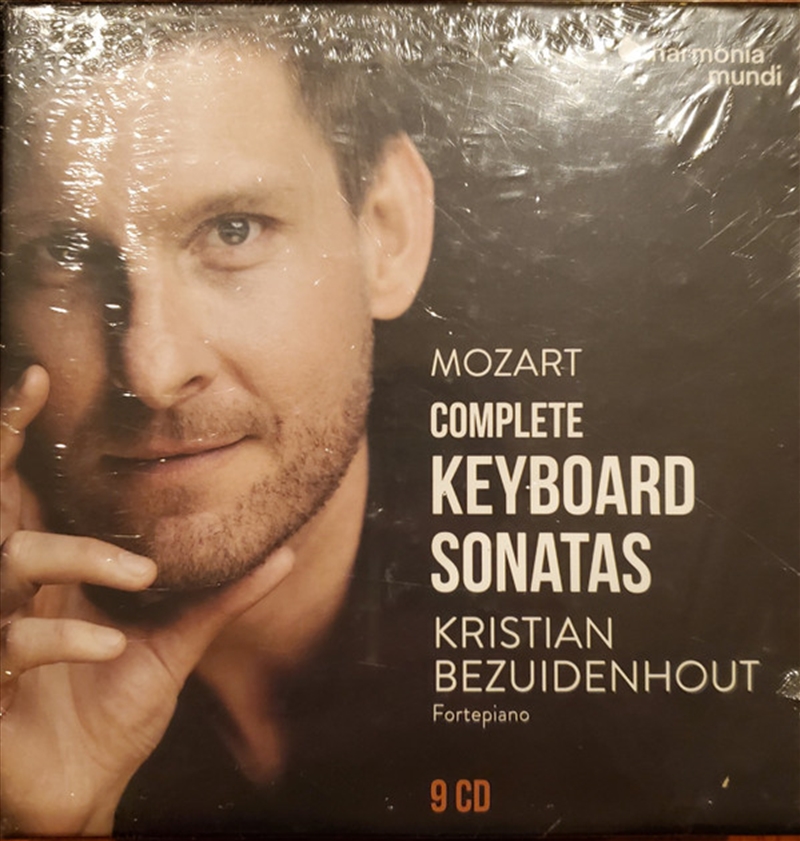 harmonia
mundi
MOZART
COMPLETE
KEYBOARD
SONATAS
KRISTIAN
BEZUIDENHOUT
Fortepiano
9 CD